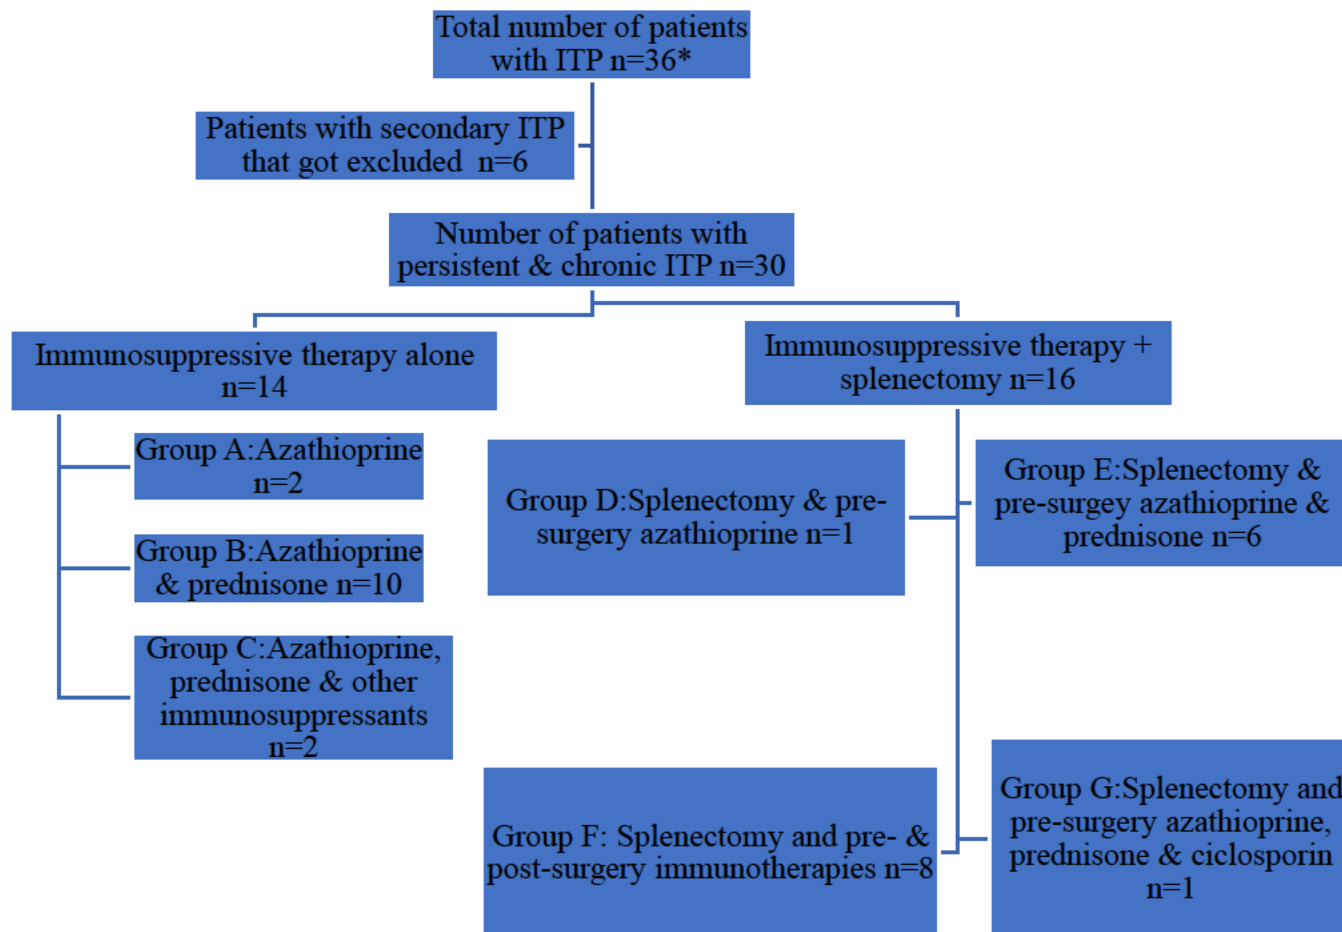 Total number of patients
with ITP n=36*
Patients with secondary ITP
that got excluded n=6
Number of patients with
persistent & chronic ITP n=30
Immunosuppressive therapy alone
n=14
Immunosuppressive therapy +
splenectomy n=16
Group A:Azathioprine
n=2
Group B:Azathioprine
& prednisone n=10
Group C:Azathioprine,
prednisone & other
immunosuppressants
n=2
Group D:Splenectomy & pre-
surgery azathioprine n=1
Group E:Splenectomy &
pre-surgey azathioprine &
prednisone n=6
Group F: Splenectomy and pre- &
post-surgery immunotherapies n=8
Group G:Splenectomy and
pre-surgery azathioprine,
prednisone & ciclosporin
n=1